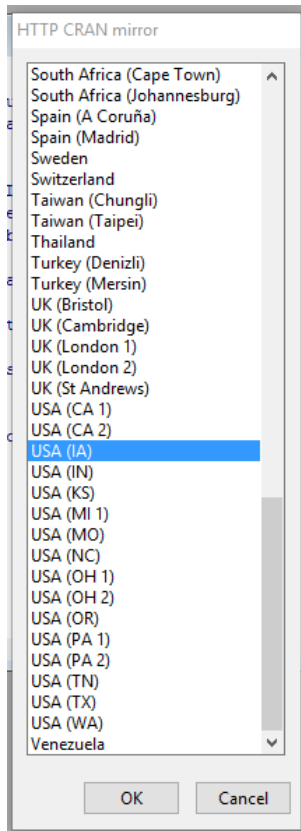 HTTP CRAN mirror
South Africa (Cape Town)
South Africa (Johannesburg)
Spain (A Coruña)
Spain (Madrid)
Sweden
Switzerland
Taiwan (Chungli)
Taiwan (Taipei)
Thailand
Turkey (Denizli)
Turkey (Mersin)
UK (Bristol)
UK (Cambridge)
UK (London 1)
UK (London 2)
UK (St Andrews)
USA (CA 1)
USA (CA 2)
USA (IA)
USA (IN)
USA (KS)
USA (MI 1)
USA (MO)
USA (NC)
USA (OH 1)
USA (OH 2)
USA (OR)
USA (PA 1)
USA (PA 2)
USA (TN)
USA (TX)
USA (WA)
Venezuela
OK Cancel